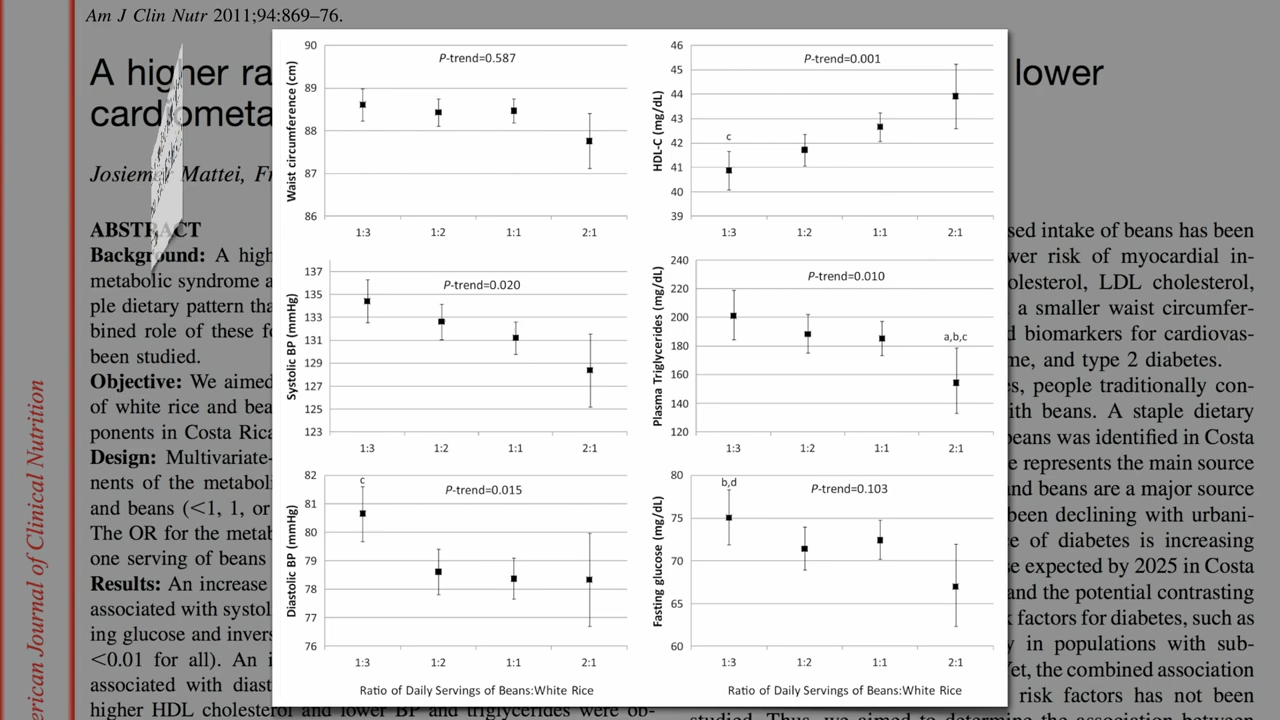 Am J Clin Nutr 2011;94:869–76.
A higher ra
lower
cardiometa
Josiemer Mattei, Fr
ABSTRACT
Background: A high
metabolic syndrome a
ple dietary pattern tha
bined role of these fo
been studied.
Objective: We aimed
of white rice and bea
ponents in Costa Rica
Design: Multivariate-
nents of the metaboli
and beans (<1, 1, or
The OR for the metab
one serving of beans
Results: An increase
associated with systol
ing glucose and invers
<0.01 for all). An i
associated with diast
higher HDL cholesterol and lower BP and triglycerides were ob-
erican Journal of Clinical Nutrition
Waist circumference (cm)
90
89
88
87
86
P-trend=0.587
1:3 1:2 1:1 2:1
HDL-C (mg/dL)
46
45
44
43
42
41
40
39
P-trend=0.001
c
1:3 1:2 1:1 2:1
Systolic BP (mmHg)
137
135
133
131
129
127
125
123
P-trend=0.020
1:3 1:2 1:1 2:1
Plasma Triglycerides (mg/dL)
240
220
200
180
160
140
120
P-trend=0.010
a,b,c
1:3 1:2 1:1 2:1
Diastolic BP (mmHg)
82
81
80
79
78
77
76
P-trend=0.015
c
1:3 1:2 1:1 2:1
Ratio of Daily Servings of Beans:White Rice
Fasting glucose (mg/dL)
80
75
70
65
60
P-trend=0.103
b,d
1:3 1:2 1:1 2:1
Ratio of Daily Servings of Beans:White Rice
sed intake of beans has been
wer risk of myocardial in-
olesterol, LDL cholesterol,
a smaller waist circumfer-
d biomarkers for cardiovas-
me, and type 2 diabetes.
es, people traditionally con-
ith beans. A staple dietary
beans was identified in Costa
e represents the main source
nd beans are a major source
been declining with urbani-
ce of diabetes is increasing
se expected by 2025 in Costa
and the potential contrasting
k factors for diabetes, such as
y in populations with sub-
Yet, the combined association
risk factors has not been
studied. Thus, we aimed to determine the association between